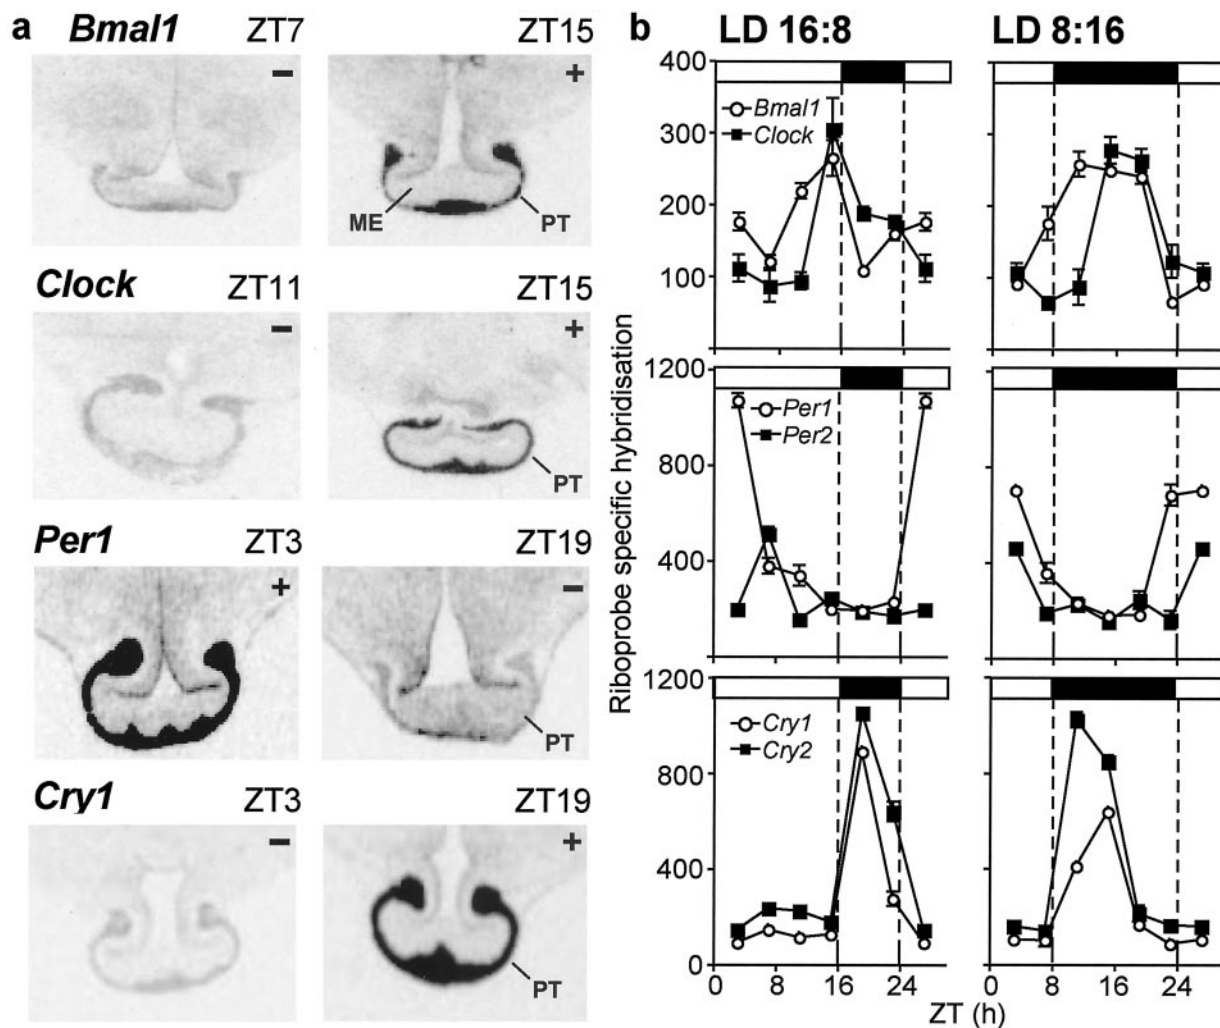 a Bmal1 ZT7 ZT15
− +
ME PT
Clock ZT11 ZT15
− +
PT
Per1 ZT3 ZT19
+ −
PT
Cry1 ZT3 ZT19
− +
PT
b LD 16:8 LD 8:16
Riboprobe specific hybridisation
400
Bmal1
300
Clock
200
100
1200
Per1
Per2
800
400
1200
Cry1
Cry2
800
400
0
0 8 16 24 0 8 16 24
ZT (h)